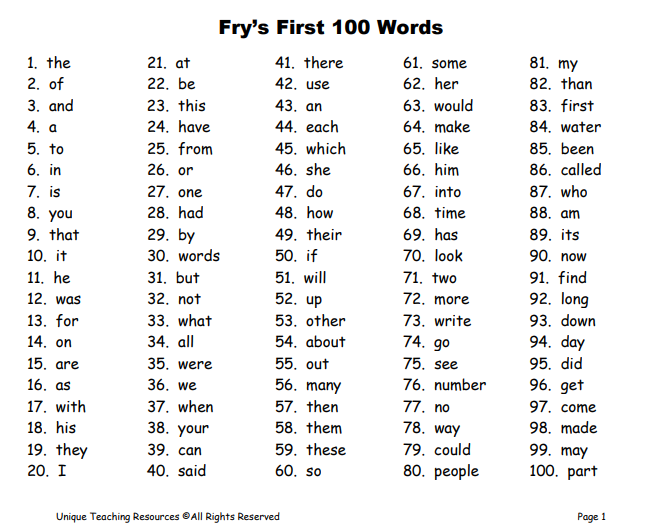 Fry's First 100 Words
1. the 21. at 41. there 61. some 81. my
2. of 22. be 42. use 62. her 82. than
3. and 23. this 43. an 63. would 83. first
4. a 24. have 44. each 64. make 84. water
5. to 25. from 45. which 65. like 85. been
6. in 26. or 46. she 66. him 86. called
7. is 27. one 47. do 67. into 87. who
8. you 28. had 48. how 68. time 88. am
9. that 29. by 49. their 69. has 89. its
10. it 30. words 50. if 70. look 90. now
11. he 31. but 51. will 71. two 91. find
12. was 32. not 52. up 72. more 92. long
13. for 33. what 53. other 73. write 93. down
14. on 34. all 54. about 74. go 94. day
15. are 35. were 55. out 75. see 95. did
16. as 36. we 56. many 76. number 96. get
17. with 37. when 57. then 77. no 97. come
18. his 38. your 58. them 78. way 98. made
19. they 39. can 59. these 79. could 99. may
20. I 40. said 60. so 80. people 100. part
Unique Teaching Resources ©All Rights Reserved Page 1